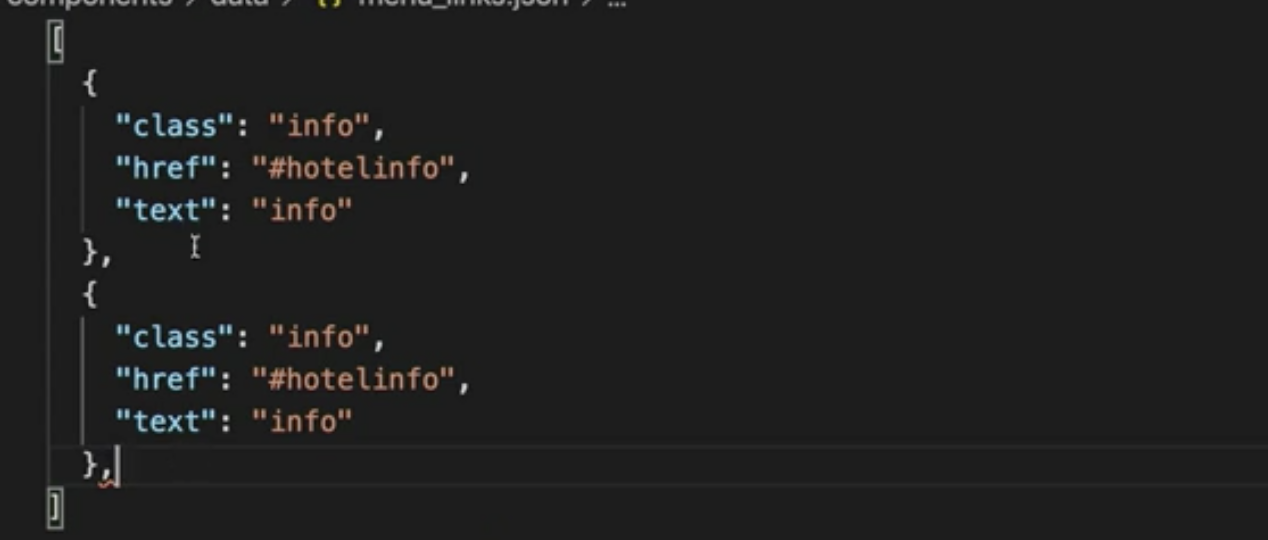 components > data > {} menu_links.json > ...
[
{
"class": "info",
"href": "#hotelinfo",
"text": "info"
},
{
"class": "info",
"href": "#hotelinfo",
"text": "info"
},
]